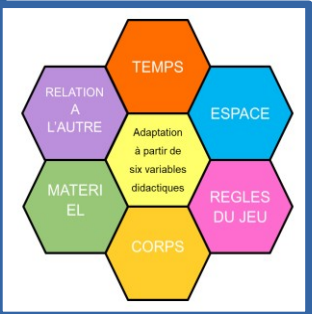 TEMPS
RELATION
A
L'AUTRE
ESPACE
Adaptation
à partir de
six variables
didactiques
MATERI
EL
REGLES
DU JEU
CORPS